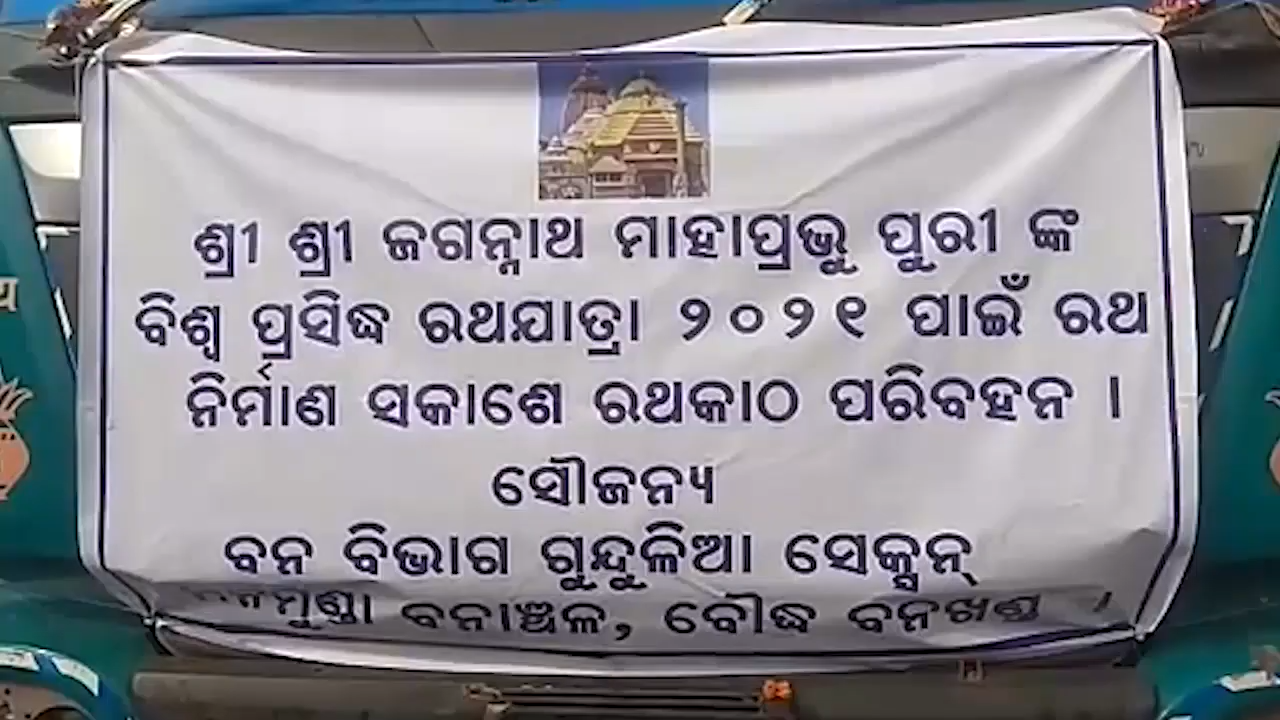 ଶ୍ରୀ ଶ୍ରୀ ଜଗନ୍ନାଥ ମାହାପ୍ରଭୁ ପୁରୀ ଙ୍କ
ବିଶ୍ୱ ପ୍ରସିଦ୍ଧ ରଥଯାତ୍ରା ୨୦୨୧ ପାଇଁ ରଥ
ନିର୍ମାଣ ସକାଶେ ରଥକାଠ ପରିବହନ ।
ସୌଜନ୍ୟ
ବନ ବିଭାଗ ଗୁନ୍ଦୁଳିଆ ସେକ୍ସନ୍
ବନାଞ୍ଚଳ, ବୌଦ୍ଧ ବନଖଣ୍ଡ ।